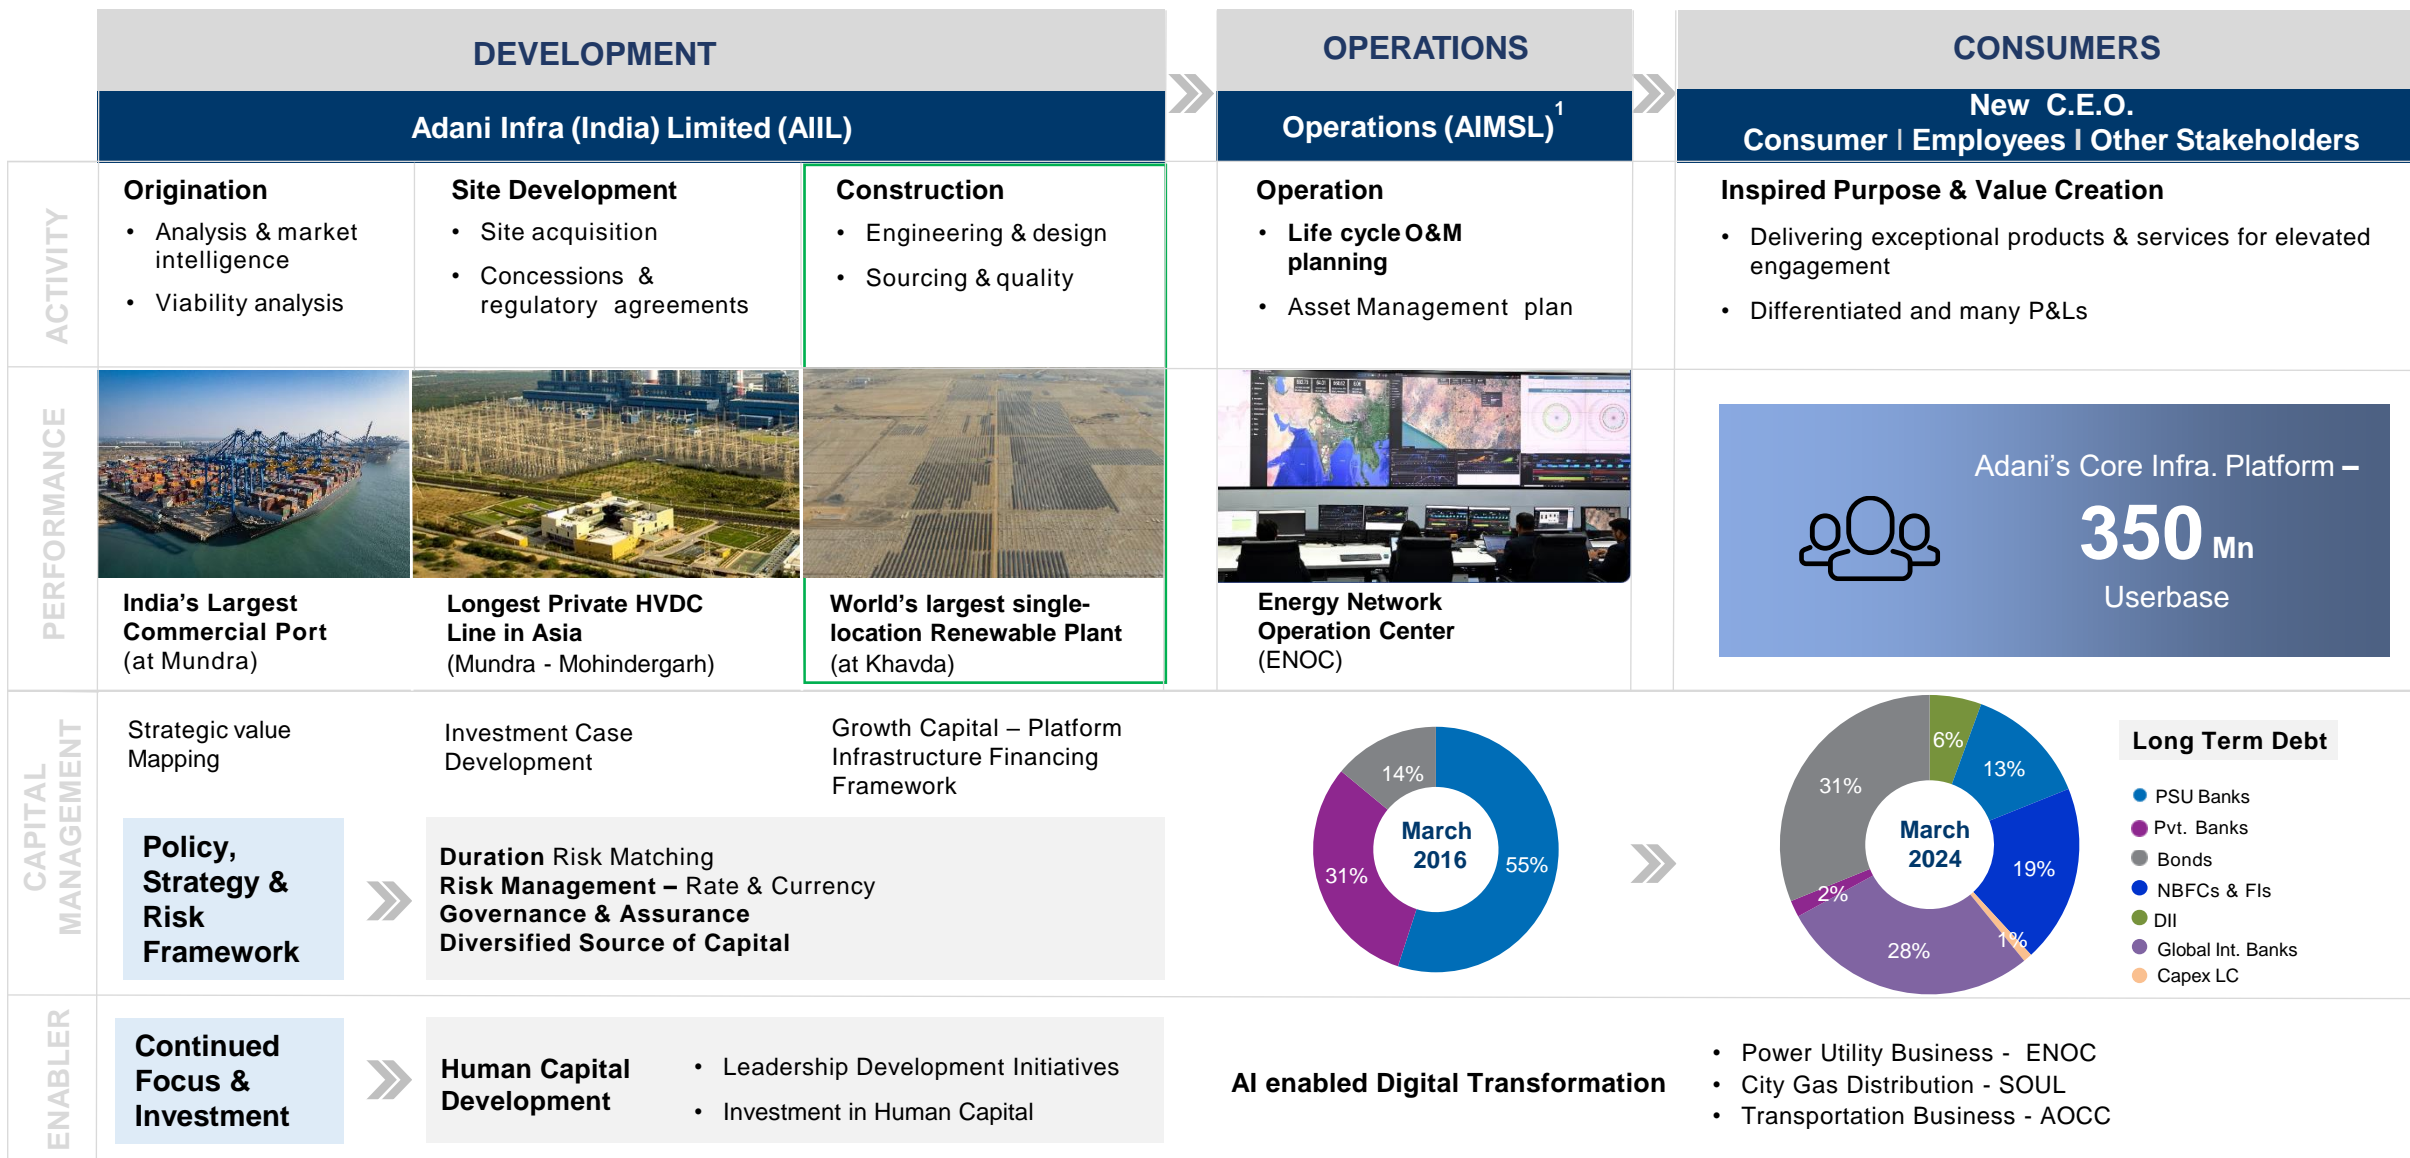 DEVELOPMENT
OPERATIONS
CONSUMERS
Adani Infra (India) Limited (AIIL)
Operations (AIMSL)1
New C.E.O.
Consumer I Employees I Other Stakeholders
ACTIVITY
Origination
• Analysis & market
intelligence
• Viability analysis
Site Development
• Site acquisition
• Concessions &
regulatory agreements
Construction
• Engineering & design
• Sourcing & quality
Operation
• Life cycle O&M
planning
• Asset Management plan
Inspired Purpose & Value Creation
• Delivering exceptional products & services for elevated
engagement
• Differentiated and many P&Ls
PERFORMANCE
India's Largest
Commercial Port
(at Mundra)
Longest Private HVDC
Line in Asia
(Mundra - Mohindergarh)
World's largest single-
location Renewable Plant
(at Khavda)
Energy Network
Operation Center
(ENOC)
Adani's Core Infra. Platform –
350 Mn
Userbase
CAPITAL
MANAGEMENT
Strategic value
Mapping
Investment Case
Development
Growth Capital – Platform
Infrastructure Financing
Framework
Policy,
Strategy &
Risk
Framework
Duration Risk Matching
Risk Management – Rate & Currency
Governance & Assurance
Diversified Source of Capital
14%
31%
55%
March
2016
6%
13%
31%
19%
2%
1%
28%
March
2024
Long Term Debt
PSU Banks
Pvt. Banks
Bonds
NBFCs & FIs
DII
Global Int. Banks
Capex LC
ENABLER
Continued
Focus &
Investment
Human Capital
Development
• Leadership Development Initiatives
• Investment in Human Capital
AI enabled Digital Transformation
• Power Utility Business - ENOC
• City Gas Distribution - SOUL
• Transportation Business - AOCC